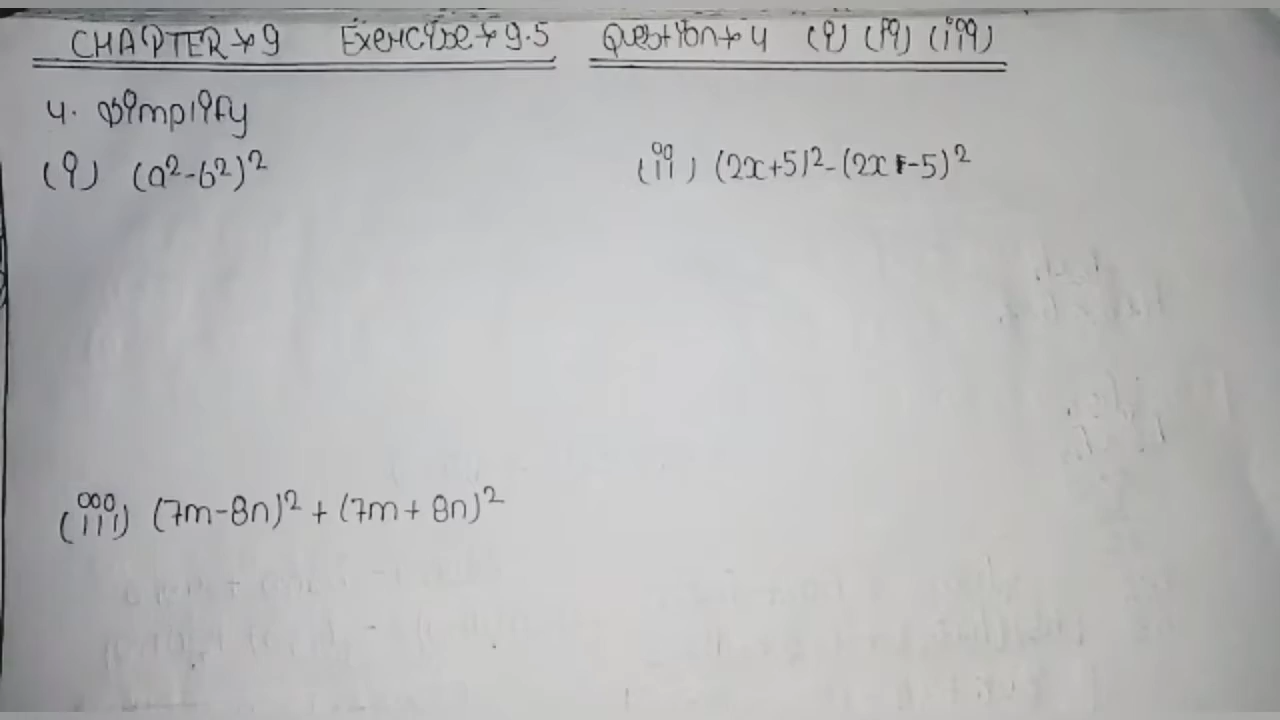 CHAPTER → 9 Exercise → 9.5 Question → 4 (i) (ii) (iii)
4. Simplify
(i) (a²-b²)²
(ii) (2x+5)²-(2x-5)²
(iii) (7m-8n)² + (7m+8n)²